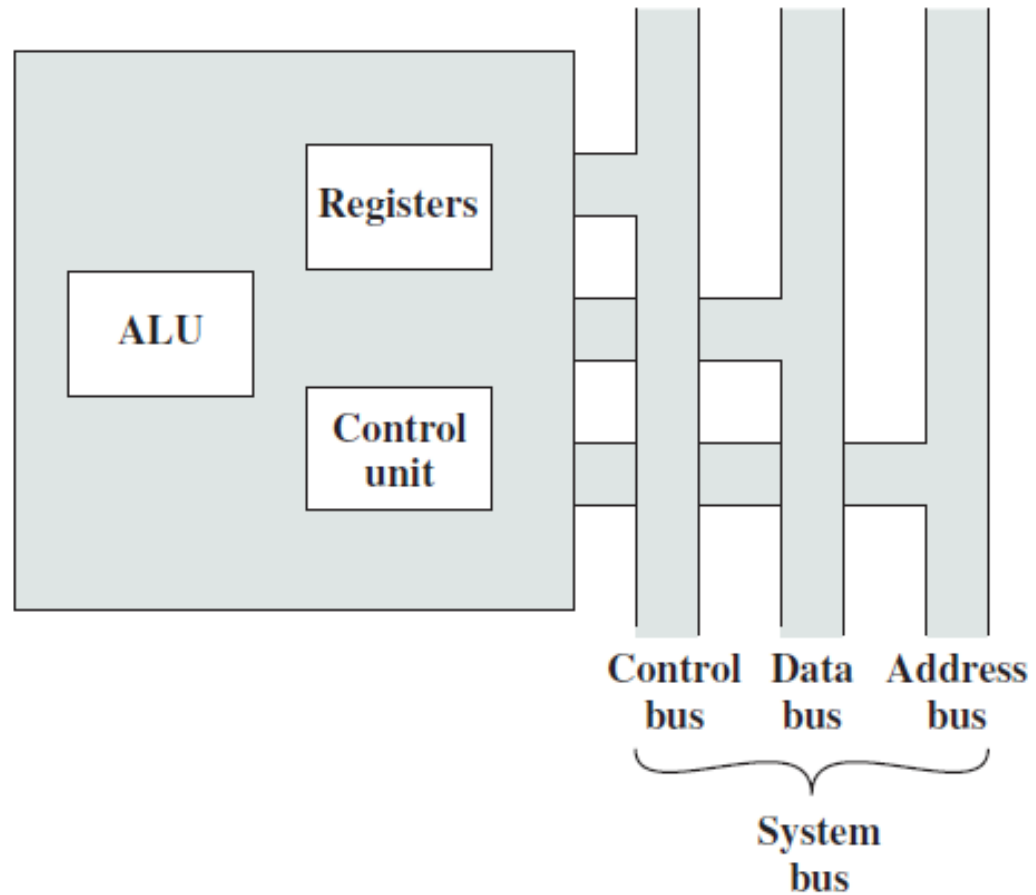 Registers
ALU
Control
unit
Control Data Address
bus bus bus
System
bus